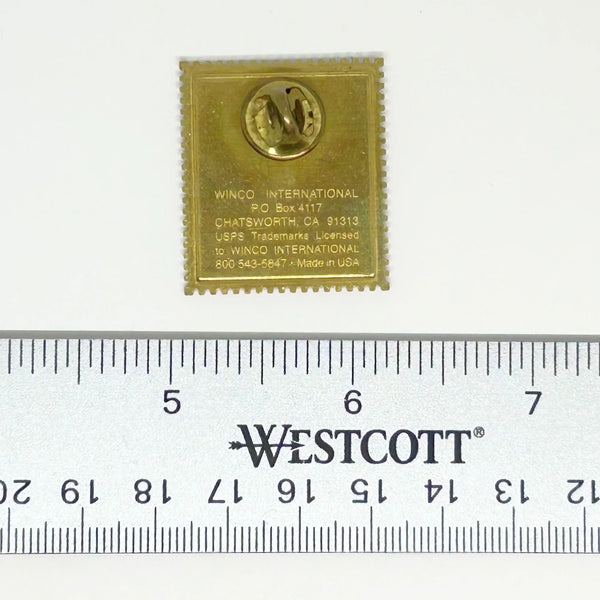 WINCO INTERNATIONAL
P.O. Box 4117
CHATSWORTH, CA 91313
USPS Trademarks Licensed
to WINCO INTERNATIONAL
800 543-5847 · Made in USA
5 6 7
WESTCOTT®
20 19 18 17 16 15 14 13 12